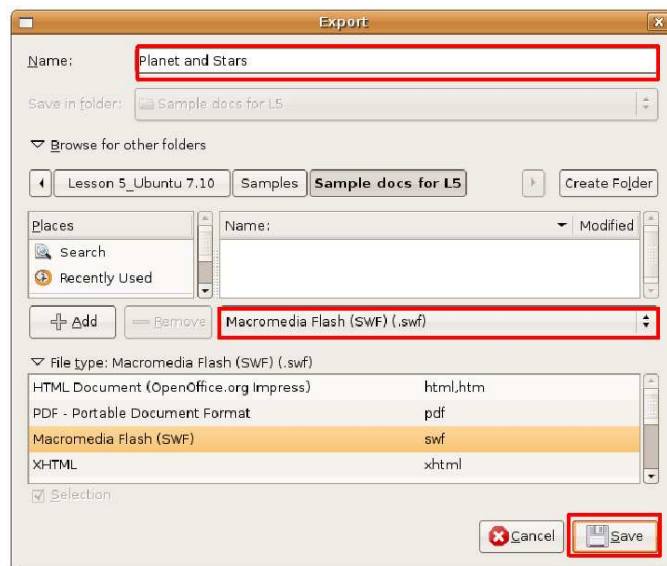 Export
Name: Planet and Stars
Save in folder: Sample docs for L5
Browse for other folders
Lesson 5_Ubuntu 7.10 Samples Sample docs for L5 Create Folder
Places Name: Modified
Search
Recently Used
Add Remove Macromedia Flash (SWF) (.swf)
File type: Macromedia Flash (SWF) (.swf)
HTML Document (OpenOffice.org Impress) html,htm
PDF - Portable Document Format pdf
Macromedia Flash (SWF) swf
XHTML xhtml
Selection
Cancel Save